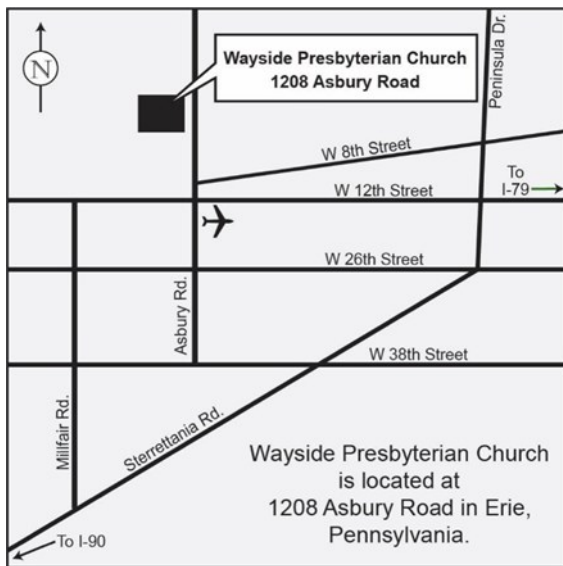 N
Wayside Presbyterian Church
1208 Asbury Road
Peninsula Dr.
W 8th Street
To
I-79
W 12th Street
W 26th Street
Asbury Rd.
W 38th Street
Millfair Rd.
Sterrettania Rd.
Wayside Presbyterian Church
is located at
1208 Asbury Road in Erie,
Pennsylvania.
To I-90